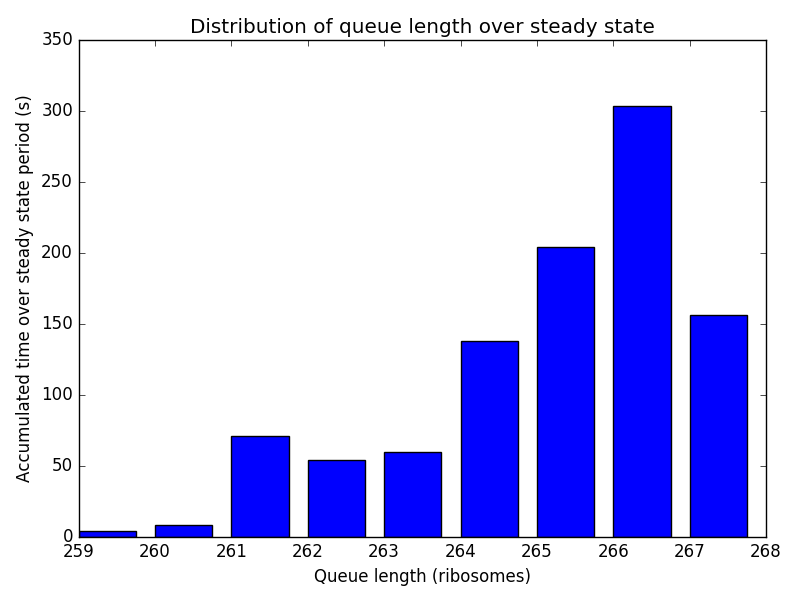 Distribution of queue length over steady state
350
300
250
200
150
100
50
0
Accumulated time over steady state period (s)
259 260 261 262 263 264 265 266 267 268
Queue length (ribosomes)